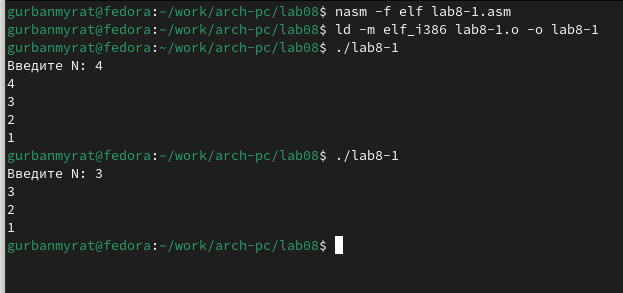 gurbanmyrat@fedora:~/work/arch-pc/lab08$ nasm -f elf lab8-1.asm
gurbanmyrat@fedora:~/work/arch-pc/lab08$ ld -m elf_i386 lab8-1.o -o lab8-1
gurbanmyrat@fedora:~/work/arch-pc/lab08$ ./lab8-1
Введите N: 4
4
3
2
1
gurbanmyrat@fedora:~/work/arch-pc/lab08$ ./lab8-1
Введите N: 3
3
2
1
gurbanmyrat@fedora:~/work/arch-pc/lab08$